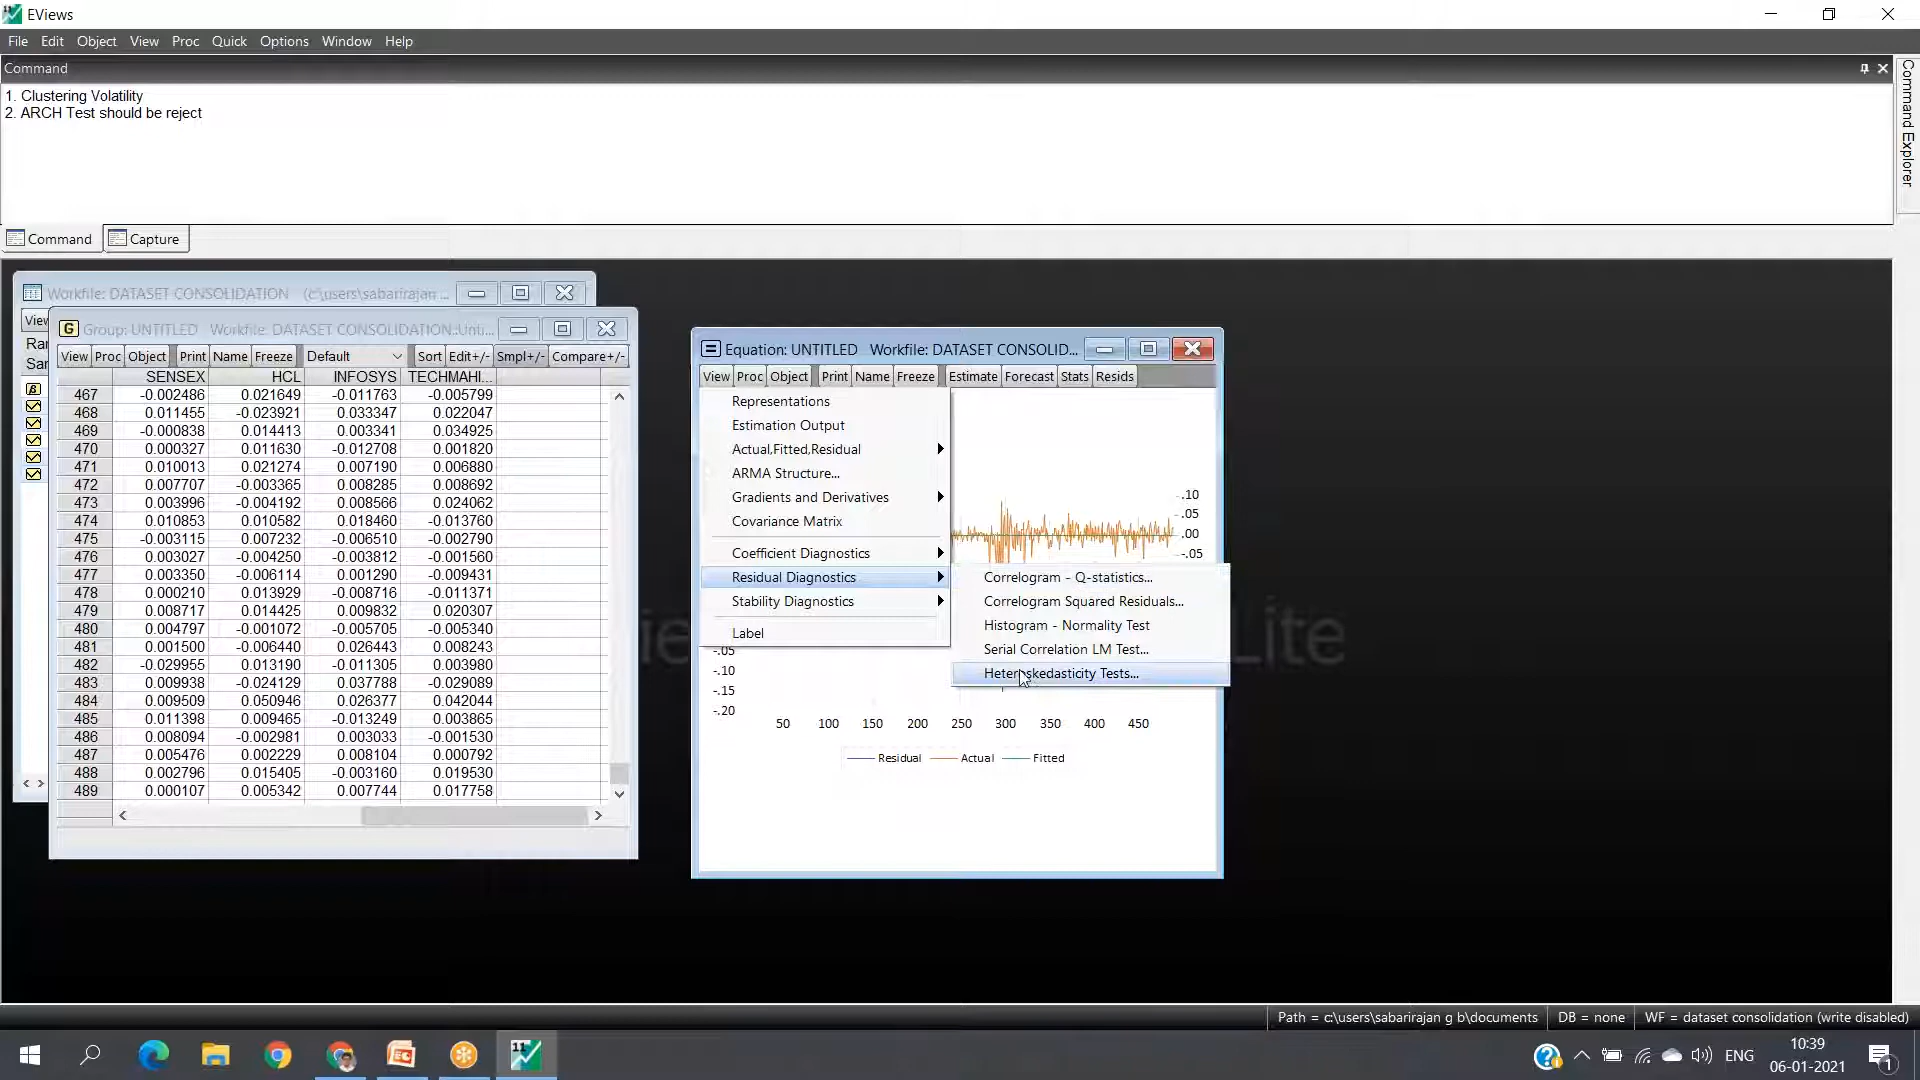 EViews
File Edit Object View Proc Quick Options Window Help
Command
1. Clustering Volatility
2. ARCH Test should be reject
Command Explorer
Command Capture
Workfile: DATASET CONSOLIDATION (c:\users\sabarirajan ...
Group: UNTITLED Workfile: DATASET CONSOLIDATION::Unti...
View Proc Object Print Name Freeze Default Sort Edit+/- Smpl+/- Compare+/-
SENSEX HCL INFOSYS TECHMAHI...
467 -0.002486 0.021649 -0.011763 -0.005799
468 0.011455 -0.023921 0.033347 0.022047
469 -0.000838 0.014413 0.003341 0.034925
470 0.000327 0.011630 -0.012708 0.001820
471 0.010013 0.021274 0.007190 0.006880
472 0.007707 -0.003365 0.008285 0.008692
473 0.003996 -0.004192 0.008566 0.024062
474 0.010853 0.010582 0.018460 -0.013760
475 -0.003115 0.007232 -0.006510 -0.002790
476 0.003027 -0.004250 -0.003812 -0.001560
477 0.003350 -0.006114 0.001290 -0.009431
478 0.000210 0.013929 -0.008716 -0.011371
479 0.008717 0.014425 0.009832 0.020307
480 0.004797 -0.001072 -0.005705 -0.005340
481 0.001500 -0.006440 0.026443 0.008243
482 -0.029955 0.013190 -0.011305 0.003980
483 0.009938 -0.024129 0.037788 -0.029089
484 0.009509 0.050946 0.026377 0.042044
485 0.011398 0.009465 -0.013249 0.003865
486 0.008094 -0.002981 0.003033 -0.001530
487 0.005476 0.002229 0.008104 0.000792
488 0.002796 0.015405 -0.003160 0.019530
489 0.000107 0.005342 0.007744 0.017758
Equation: UNTITLED Workfile: DATASET CONSOLID...
View Proc Object Print Name Freeze Estimate Forecast Stats Resids
Representations
Estimation Output
Actual,Fitted,Residual
ARMA Structure...
Gradients and Derivatives
Covariance Matrix
Coefficient Diagnostics
Residual Diagnostics
Stability Diagnostics
Label
Correlogram - Q-statistics...
Correlogram Squared Residuals...
Histogram - Normality Test
Serial Correlation LM Test...
Heteroskedasticity Tests...
.10
.05
.00
-.05
-.05
-.10
-.15
-.20
50 100 150 200 250 300 350 400 450
Residual Actual Fitted
Lite
Path = c:\users\sabarirajan g b\documents DB = none WF = dataset consolidation (write disabled)
ENG
10:39
06-01-2021